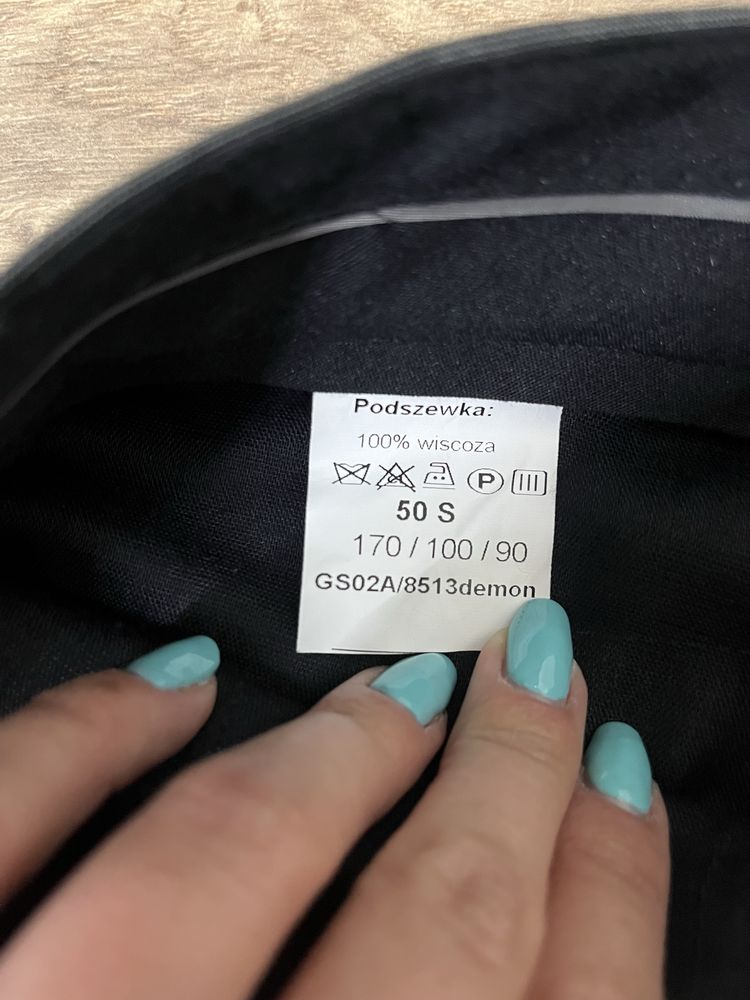 Podszewka:
100% wiscoza
P
50 S
170 / 100 / 90
GS02A/8513demon